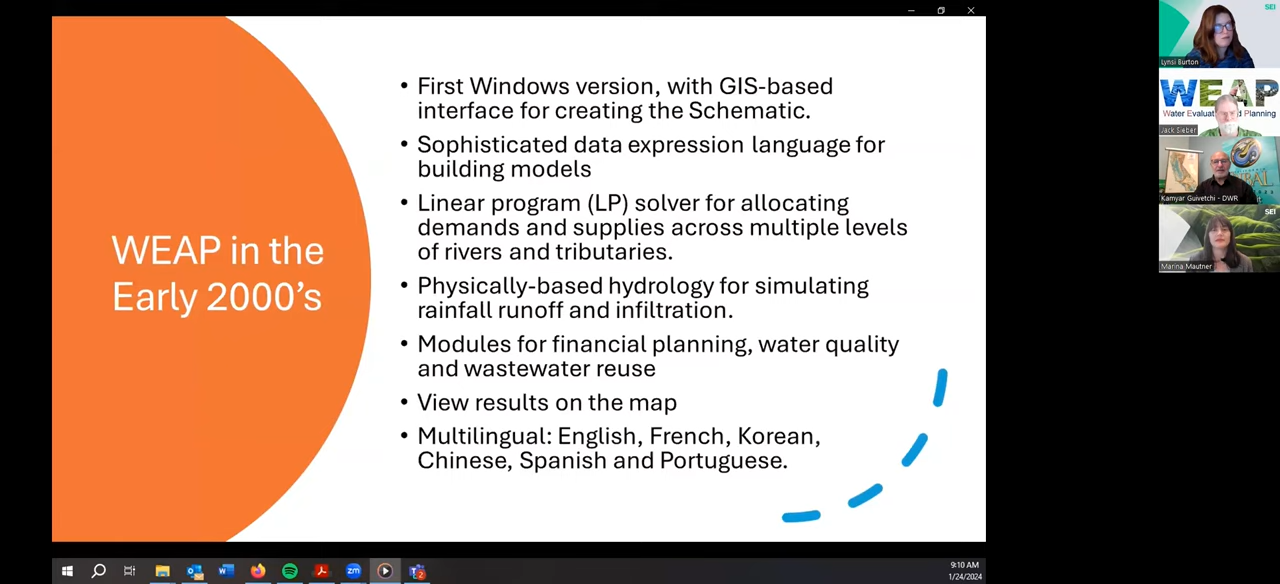 WEAP in the
Early 2000's
• First Windows version, with GIS-based
interface for creating the Schematic.
• Sophisticated data expression language for
building models
• Linear program (LP) solver for allocating
demands and supplies across multiple levels
of rivers and tributaries.
• Physically-based hydrology for simulating
rainfall runoff and infiltration.
• Modules for financial planning, water quality
and wastewater reuse
• View results on the map
• Multilingual: English, French, Korean,
Chinese, Spanish and Portuguese.
SEI
Lynsi Burton
WEAP
Water Evaluat d Planning
Jack Sieber
Kamyar Guivetchi - DWR
SEI
Marina Mautner
zm
9:10 AM
1/24/2024